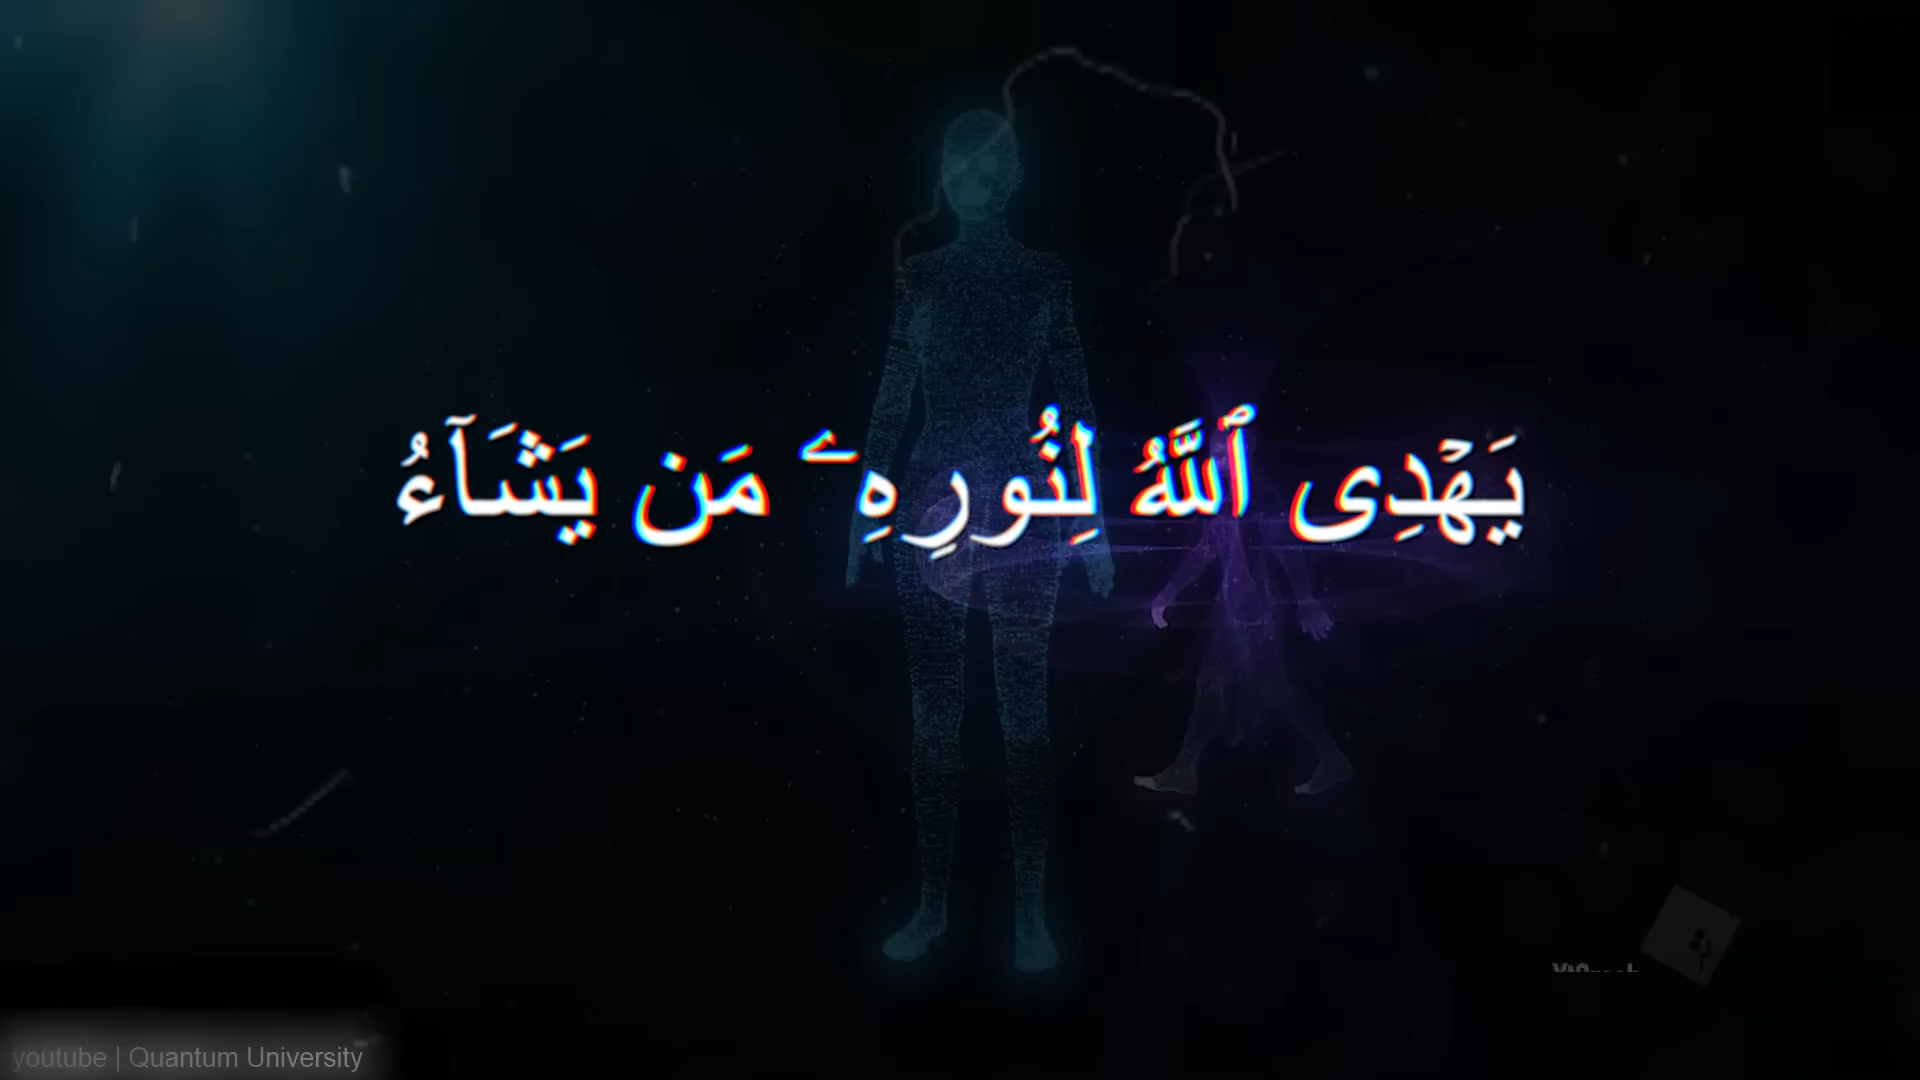 يَهۡدِى ٱللَّهُ لِنُورِهِۦ مَن يَشَآءُ
youtube | Quantum University